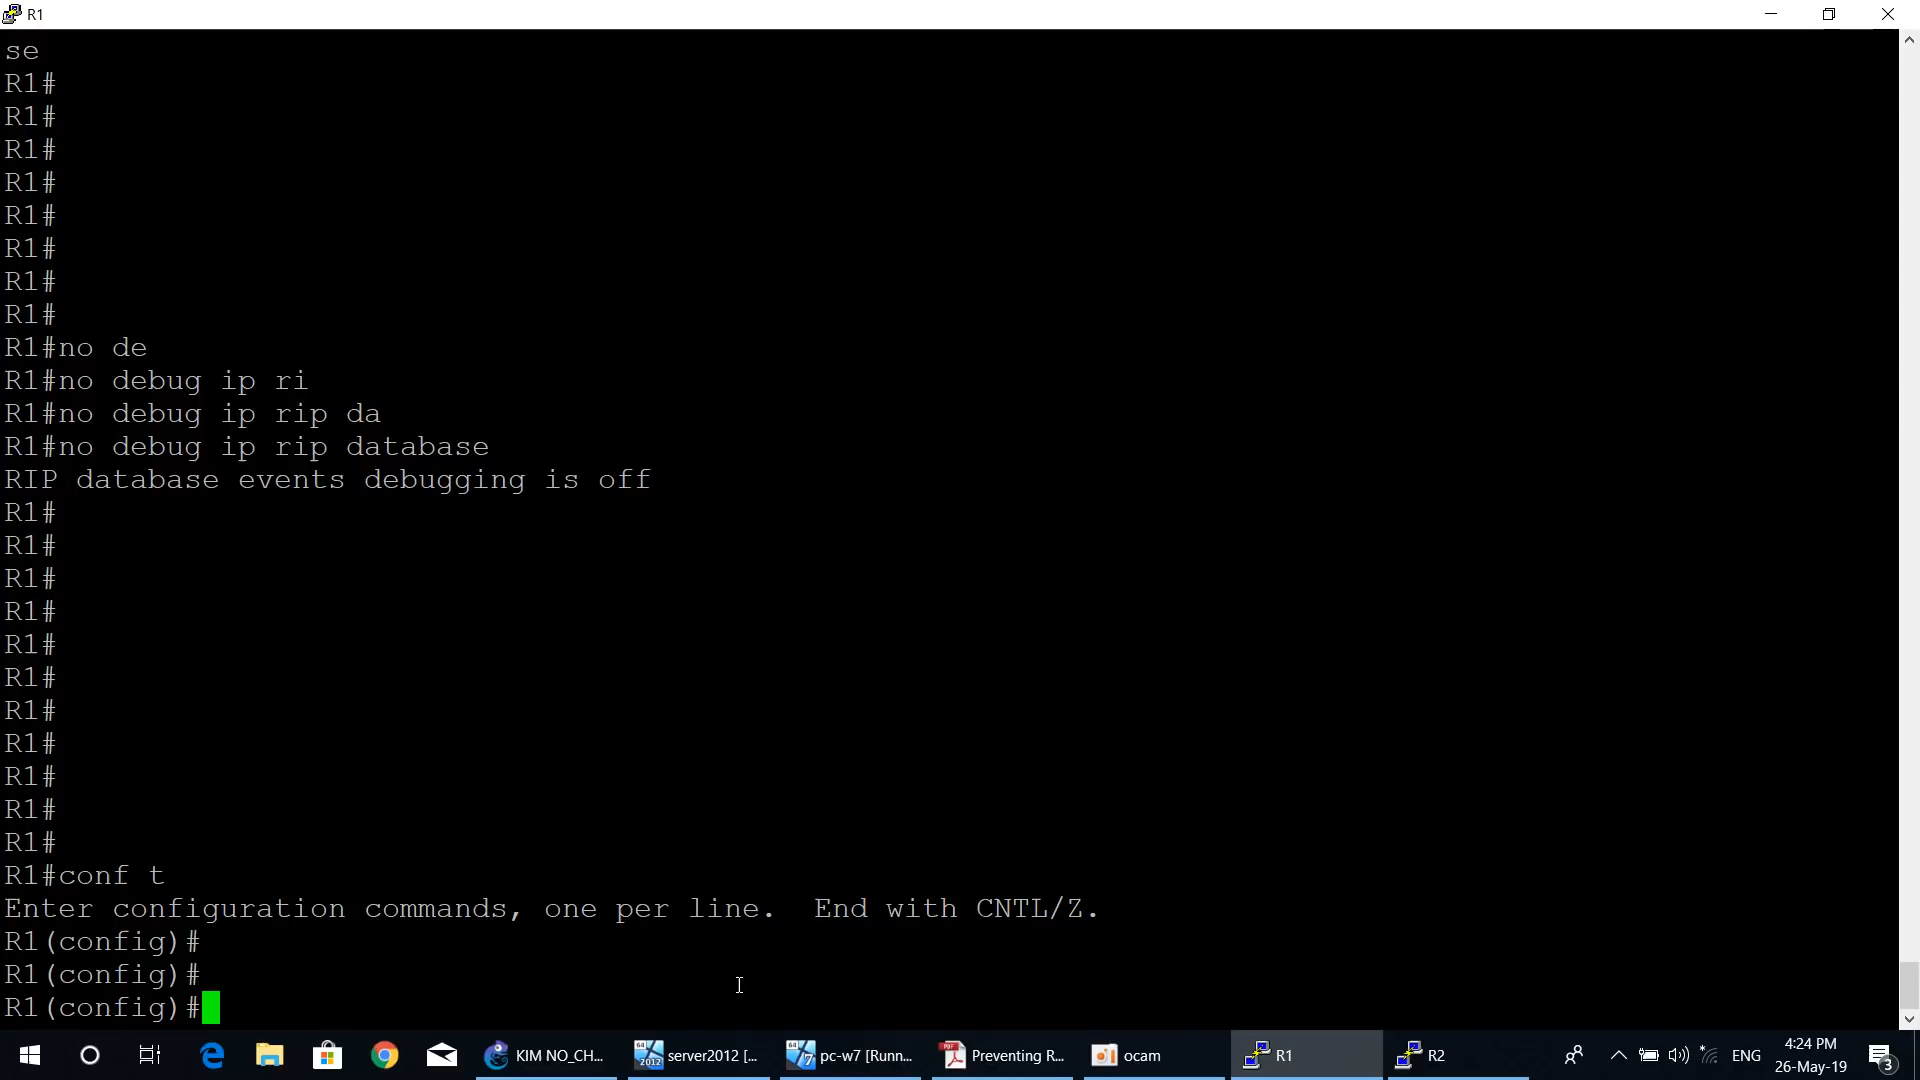 R1
se
R1#
R1#
R1#
R1#
R1#
R1#
R1#
R1#
R1#no de
R1#no debug ip ri
R1#no debug ip rip da
R1#no debug ip rip database
RIP database events debugging is off
R1#
R1#
R1#
R1#
R1#
R1#
R1#
R1#
R1#
R1#
R1#
R1#conf t
Enter configuration commands, one per line.  End with CNTL/Z.
R1(config)#
R1(config)#
R1(config)#
KIM NO_CH... server2012 [... pc-w7 [Runn... Preventing R... ocam R1 R2 ENG 4:24 PM 3
26-May-19